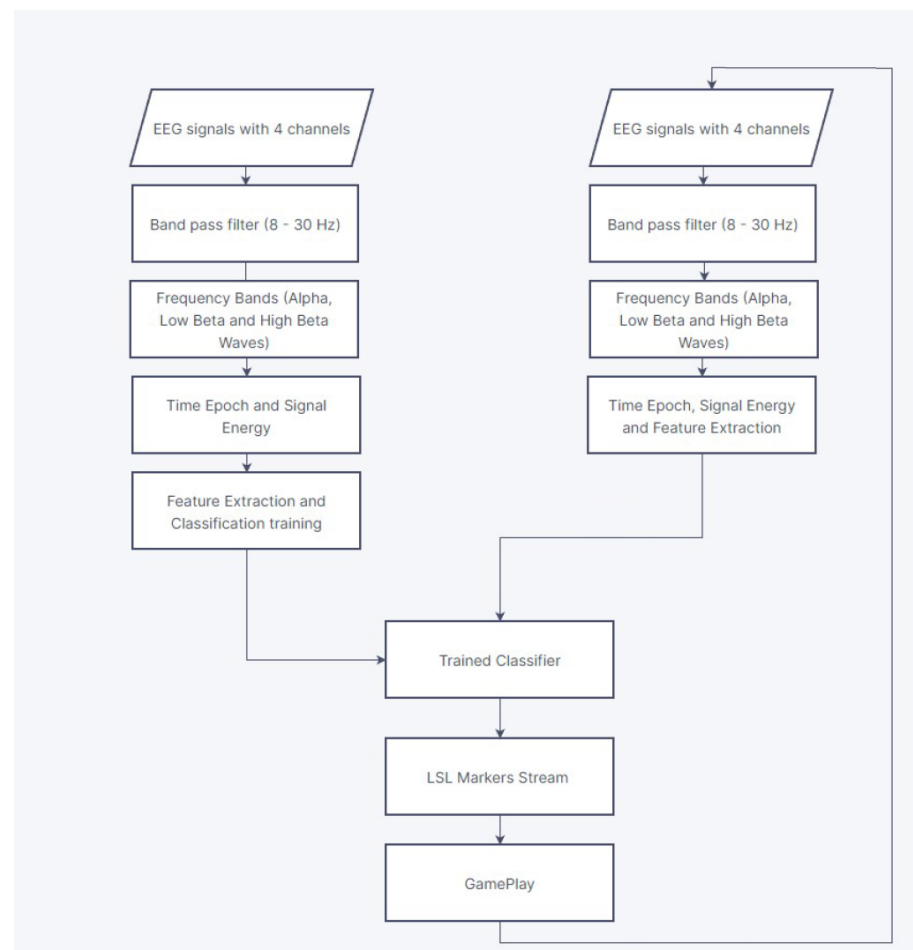 EEG signals with 4 channels
Band pass filter (8 - 30 Hz)
Frequency Bands (Alpha,
Low Beta and High Beta
Waves)
Time Epoch and Signal
Energy
Feature Extraction and
Classification training
EEG signals with 4 channels
Band pass filter (8 - 30 Hz)
Frequency Bands (Alpha,
Low Beta and High Beta
Waves)
Time Epoch, Signal Energy
and Feature Extraction
Trained Classifier
LSL Markers Stream
GamePlay